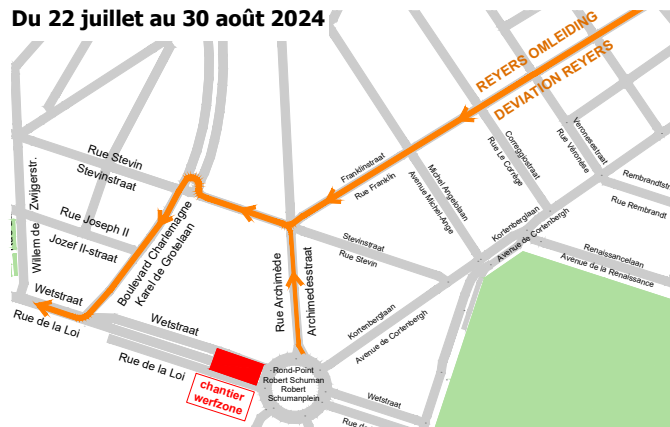 Du 22 juillet au 30 août 2024
REYERS OMLEIDING
DEVIATION REYERS
Veronesestraat
Rue Véronèse
Correggiostraat
Rue Le Corrège
Rembrandtstr
Rue Rembrandt
Franklinstraat
Rue Franklin
Michel Angelolaan
Avenue Michel-Ange
Rue Stevin
Stevinstraat
Willem de Zwijgerstr.
Rue Joseph II
Jozef II-straat
Boulevard Charlemagne
Karel de Grotelaan
Kortenberglaan
Avenue de Cortenbergh
Stevinstraat
Rue Stevin
Renaissancelaan
Avenue de la Renaissance
Rue Archimède
Archimedesstraat
Wetstraat
Rue de la Loi
Wetstraat
Rue de la Loi
Kortenberglaan
Avenue de Cortenbergh
chantier
werfzone
Rond-Point
Robert Schuman
Robert
Schumanplein
Wetstraat
Rue de